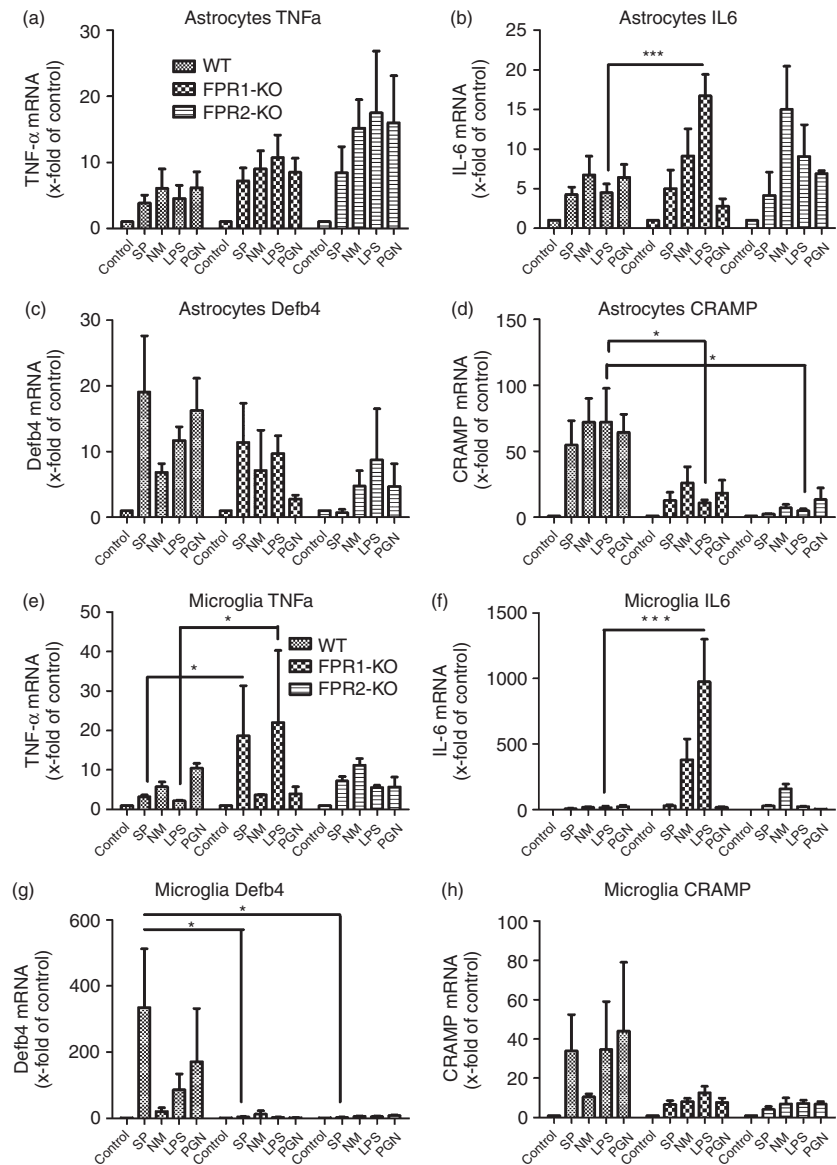 (a) Astrocytes TNFa
TNF-α mRNA
(x-fold of control)
30
20
10
0
WT
FPR1-KO
FPR2-KO
Control SP NM LPS PGN Control SP NM LPS PGN Control SP NM LPS PGN
(b) Astrocytes IL6
IL-6 mRNA
(x-fold of control)
25
20
15
10
5
0
***
Control SP NM LPS PGN Control SP NM LPS PGN Control SP NM LPS PGN
(c) Astrocytes Defb4
Defb4 mRNA
(x-fold of control)
30
20
10
0
Control SP NM LPS PGN Control SP NM LPS PGN Control SP NM LPS PGN
(d) Astrocytes CRAMP
CRAMP mRNA
(x-fold of control)
150
100
50
0
*
*
Control SP NM LPS PGN Control SP NM LPS PGN Control SP NM LPS PGN
(e) Microglia TNFa
TNF-α mRNA
(x-fold of control)
50
40
30
20
10
0
*
*
WT
FPR1-KO
FPR2-KO
Control SP NM LPS PGN Control SP NM LPS PGN Control SP NM LPS PGN
(f) Microglia IL6
IL-6 mRNA
(x-fold of control)
1500
1000
500
0
* * *
Control SP NM LPS PGN Control SP NM LPS PGN Control SP NM LPS PGN
(g) Microglia Defb4
Defb4 mRNA
(x-fold of control)
600
400
200
0
*
*
Control SP NM LPS PGN Control SP NM LPS PGN Control SP NM LPS PGN
(h) Microglia CRAMP
CRAMP mRNA
(x-fold of control)
100
80
60
40
20
0
Control SP NM LPS PGN Control SP NM LPS PGN Control SP NM LPS PGN